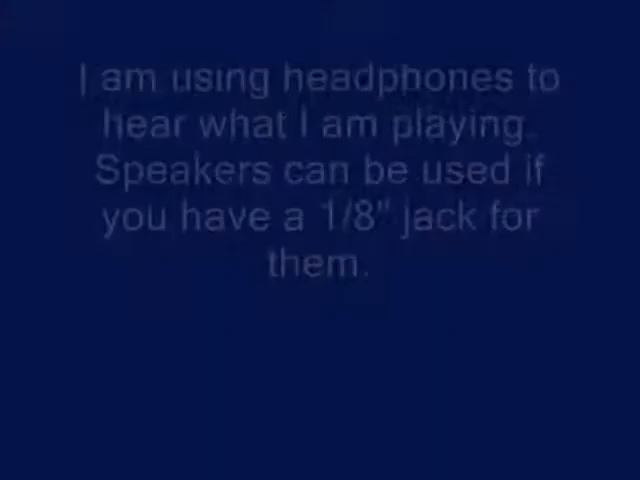 I am using headphones to
hear what I am playing.
Speakers can be used if
you have a 1/8" jack for
them.